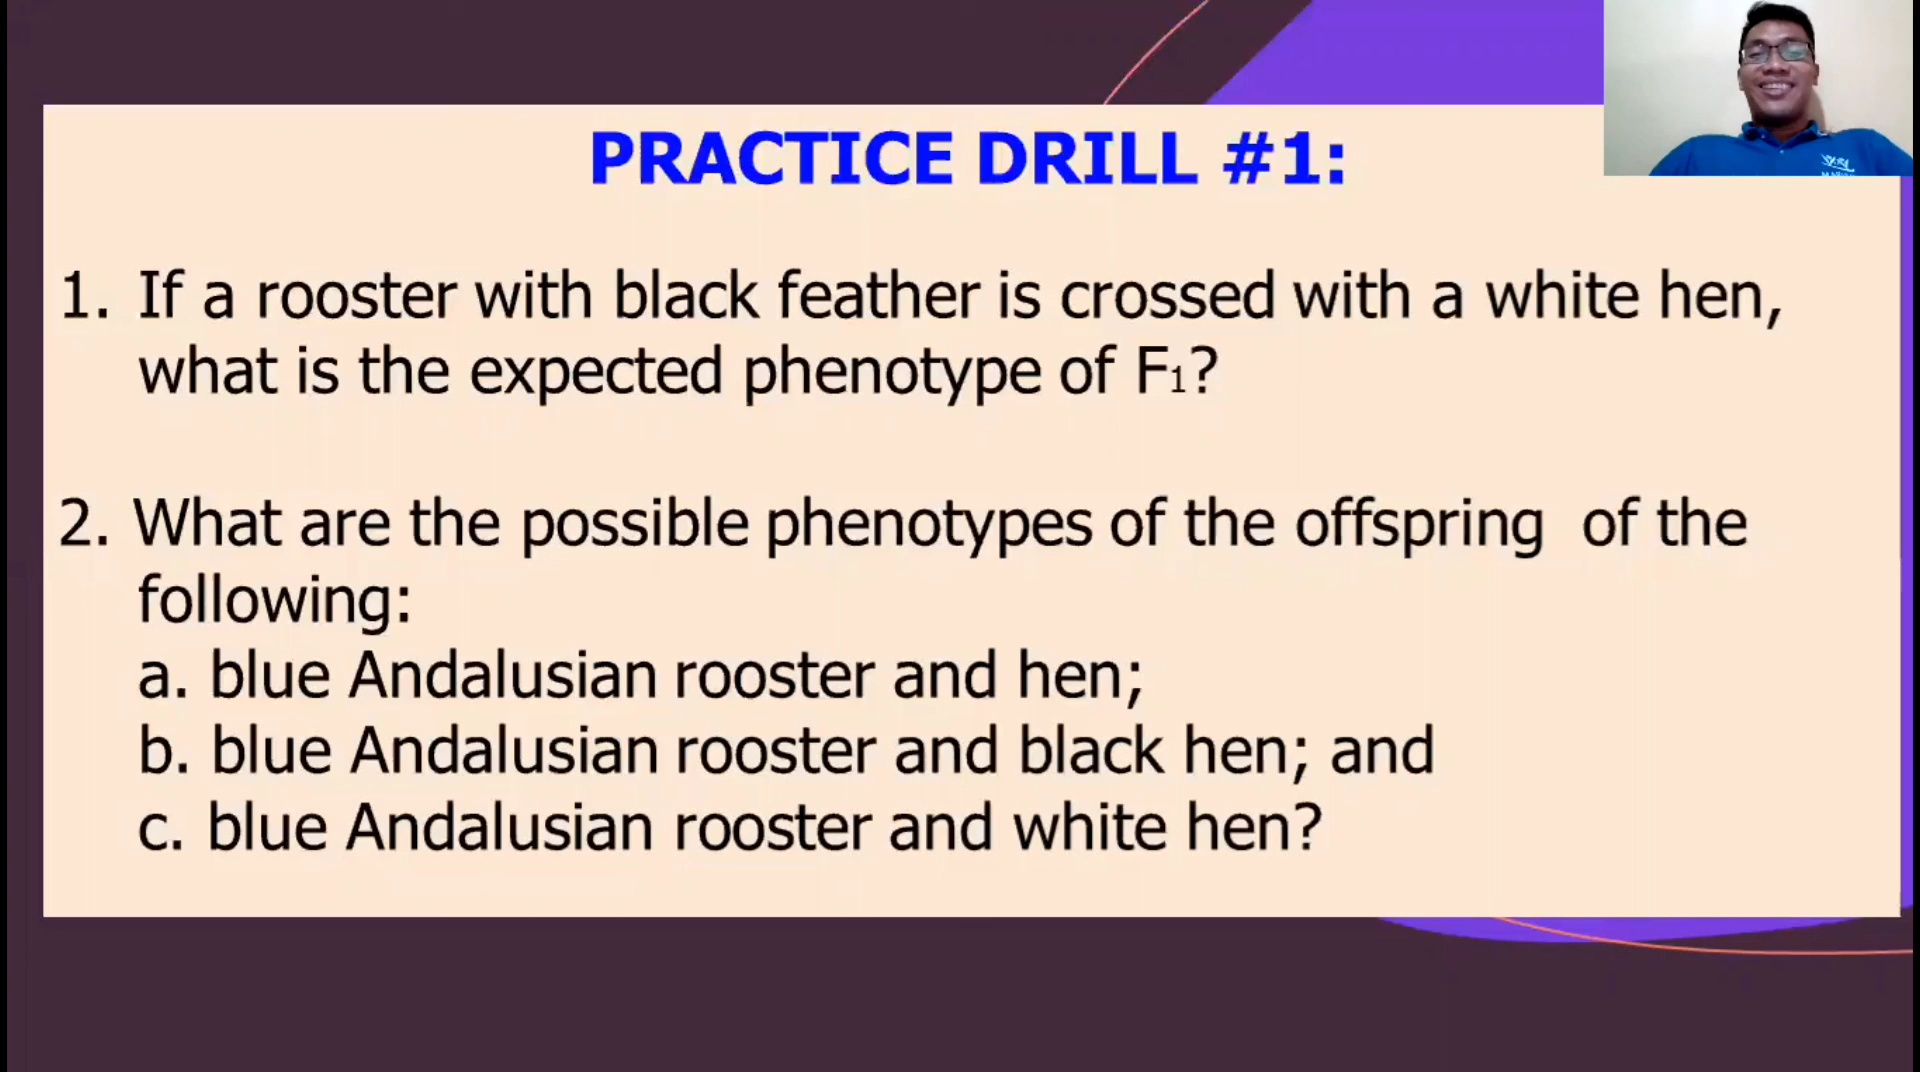 PRACTICE DRILL #1:
1. If a rooster with black feather is crossed with a white hen,
what is the expected phenotype of F₁?
2. What are the possible phenotypes of the offspring of the
following:
a. blue Andalusian rooster and hen;
b. blue Andalusian rooster and black hen; and
c. blue Andalusian rooster and white hen?